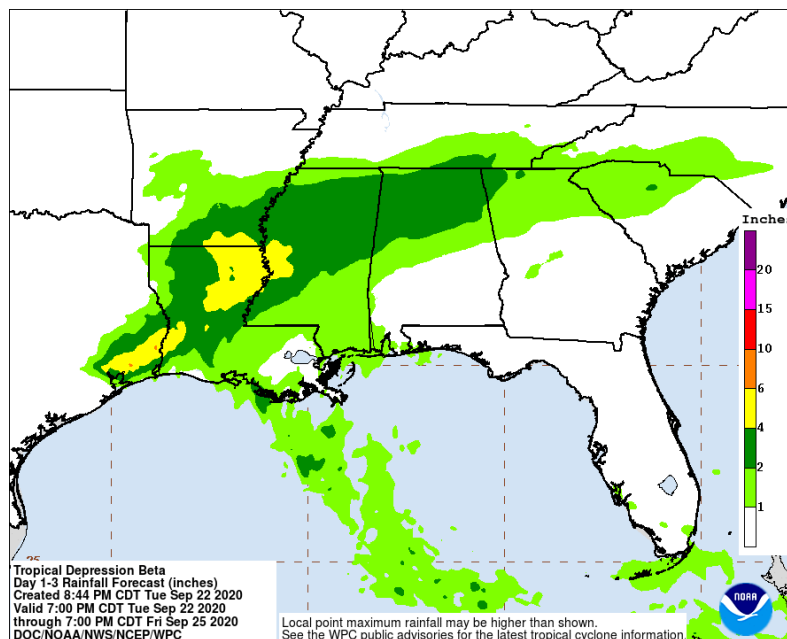 Inches
20
15
10
6
4
2
1
25
Tropical Depression Beta
Day 1-3 Rainfall Forecast (inches)
Created 8:44 PM CDT Tue Sep 22 2020
Valid 7:00 PM CDT Tue Sep 22 2020
through 7:00 PM CDT Fri Sep 25 2020
DOC/NOAA/NWS/NCEP/WPC
Local point maximum rainfall may be higher than shown.
See the WPC public advisories for the latest tropical cyclone information
NOAA